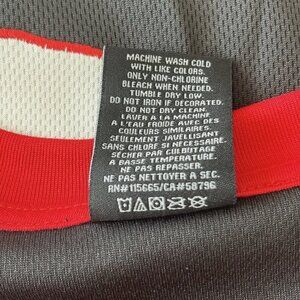 MACHINE WASH COLD
WITH LIKE COLORS.
ONLY NON-CHLORINE
BLEACH WHEN NEEDED.
TUMBLE DRY LOW.
DO NOT IRON IF DECORATED.
DO NOT DRY CLEAN.
LAVER A LA MACHINE
A L'EAU FROIDE AVEC DES
COULEURS SIMILAIRES.
SEULEMENT JAVELLISANT
SANS CHLORE SI NECESSAIRE.
SÉCHER PAR CULBUTAGE
A BASSE TEMPERATURE.
NE PAS REPASSER.
NE PAS NETTOYER A SEC.
RN#115665/CA#58796